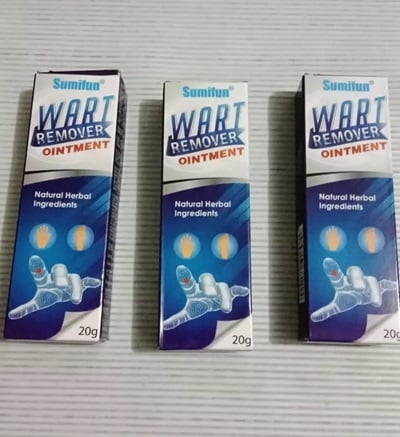 Sumifun®
WART
REMOVER
OINTMENT
Natural Herbal
Ingredients
20g
Sumifun®
WART
REMOVER
OINTMENT
Natural Herbal
Ingredients
20g
Sumifun®
WART
REMOVER
OINTMENT
Natural Herbal
Ingredients
20g